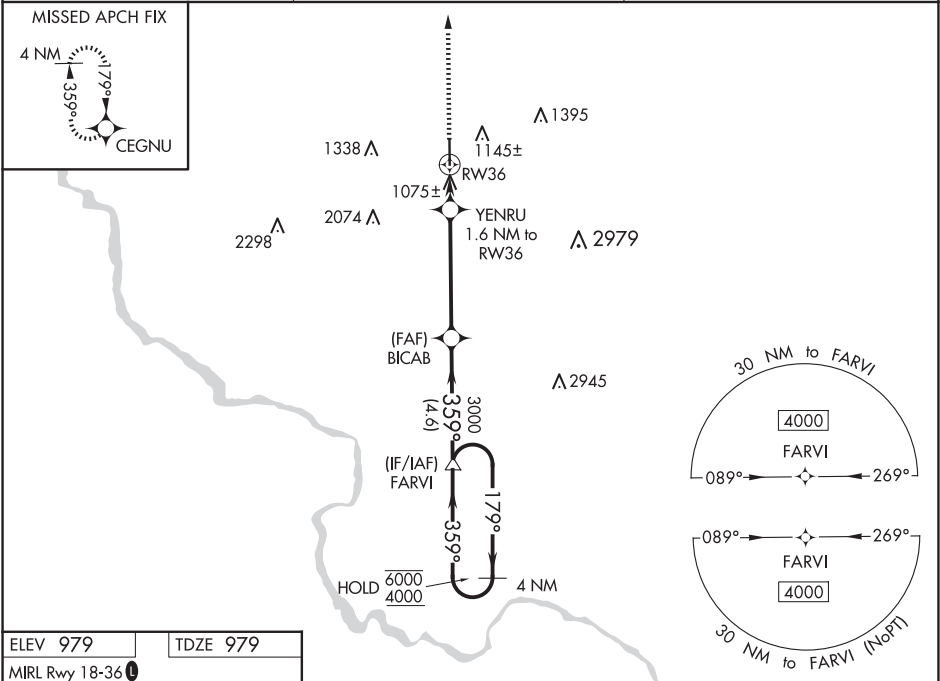 MISSED APCH FIX
4 NM
179°
359°
CEGNU
1395
1338
1145±
RW36
1075±
2074
YENRU
1.6 NM to
RW36
2298
2979
(FAF)
BICAB
2945
3000
359°
(4.6)
(IF/IAF)
FARVI
179°
359°
HOLD 6000
4000
4 NM
30 NM to FARVI
4000
FARVI
089°
269°
089°
269°
FARVI
4000
30 NM to FARVI (NoPT)
ELEV 979
TDZE 979
MIRL Rwy 18-36 L